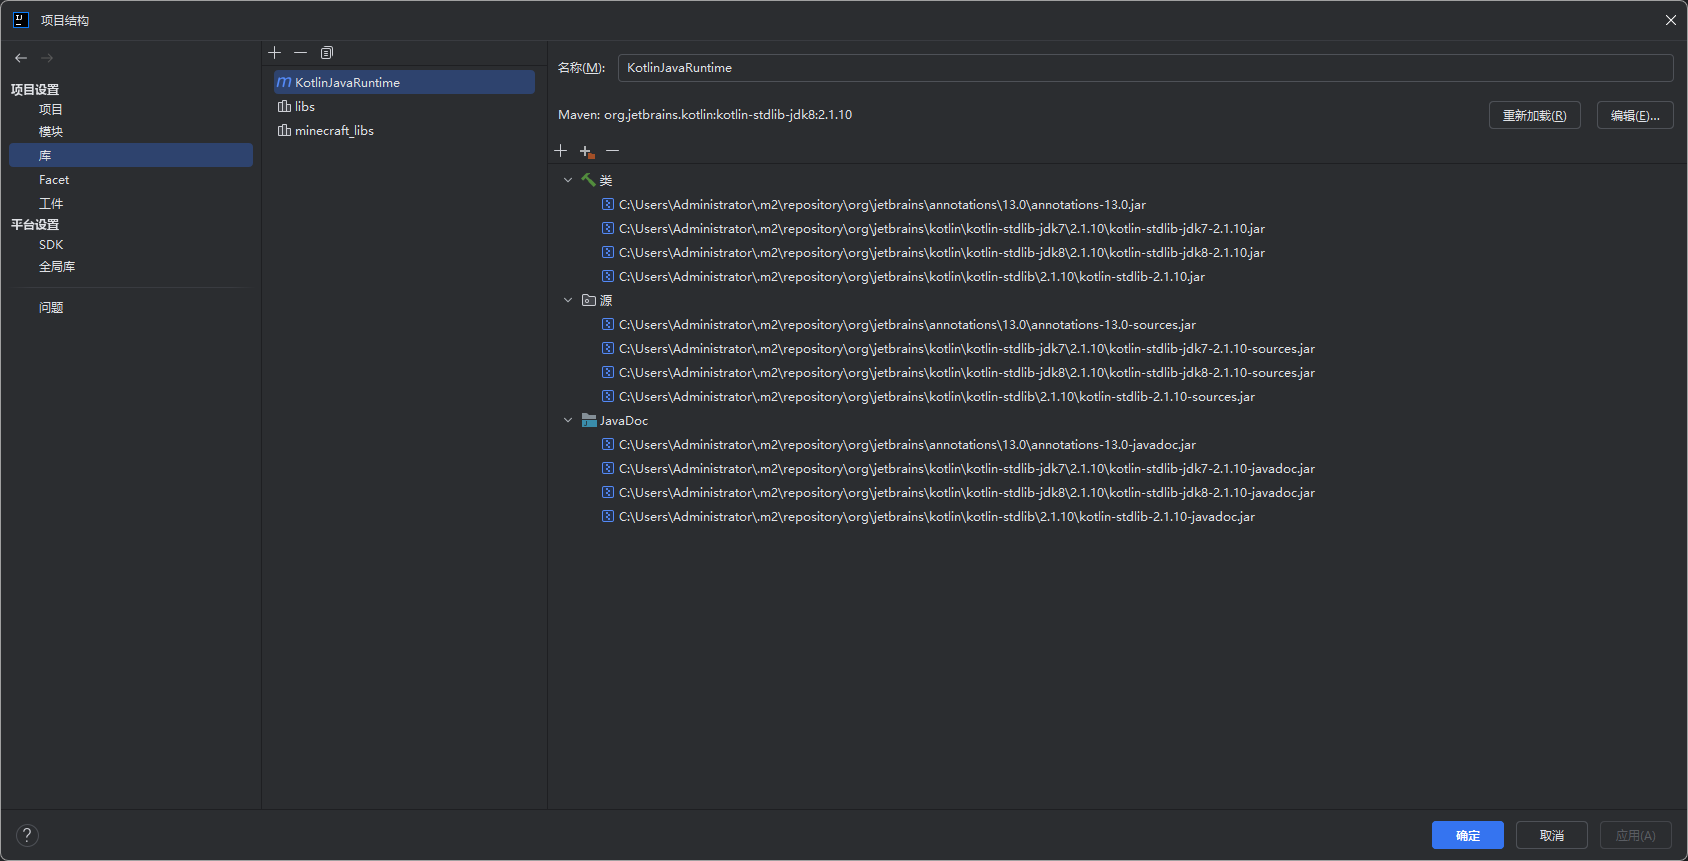 项目结构
项目设置
项目
模块
库
Facet
工件
平台设置
SDK
全局库
问题
KotlinJavaRuntime
libs
minecraft_libs
名称(M):
KotlinJavaRuntime
Maven: org.jetbrains.kotlin:kotlin-stdlib-jdk8:2.1.10
重新加载(R)
编辑(E)...
类
C:\Users\Administrator\.m2\repository\org\jetbrains\annotations\13.0\annotations-13.0.jar
C:\Users\Administrator\.m2\repository\org\jetbrains\kotlin\kotlin-stdlib-jdk7\2.1.10\kotlin-stdlib-jdk7-2.1.10.jar
C:\Users\Administrator\.m2\repository\org\jetbrains\kotlin\kotlin-stdlib-jdk8\2.1.10\kotlin-stdlib-jdk8-2.1.10.jar
C:\Users\Administrator\.m2\repository\org\jetbrains\kotlin\kotlin-stdlib\2.1.10\kotlin-stdlib-2.1.10.jar
源
C:\Users\Administrator\.m2\repository\org\jetbrains\annotations\13.0\annotations-13.0-sources.jar
C:\Users\Administrator\.m2\repository\org\jetbrains\kotlin\kotlin-stdlib-jdk7\2.1.10\kotlin-stdlib-jdk7-2.1.10-sources.jar
C:\Users\Administrator\.m2\repository\org\jetbrains\kotlin\kotlin-stdlib-jdk8\2.1.10\kotlin-stdlib-jdk8-2.1.10-sources.jar
C:\Users\Administrator\.m2\repository\org\jetbrains\kotlin\kotlin-stdlib\2.1.10\kotlin-stdlib-2.1.10-sources.jar
JavaDoc
C:\Users\Administrator\.m2\repository\org\jetbrains\annotations\13.0\annotations-13.0-javadoc.jar
C:\Users\Administrator\.m2\repository\org\jetbrains\kotlin\kotlin-stdlib-jdk7\2.1.10\kotlin-stdlib-jdk7-2.1.10-javadoc.jar
C:\Users\Administrator\.m2\repository\org\jetbrains\kotlin\kotlin-stdlib-jdk8\2.1.10\kotlin-stdlib-jdk8-2.1.10-javadoc.jar
C:\Users\Administrator\.m2\repository\org\jetbrains\kotlin\kotlin-stdlib\2.1.10\kotlin-stdlib-2.1.10-javadoc.jar
?
确定
取消
应用(A)